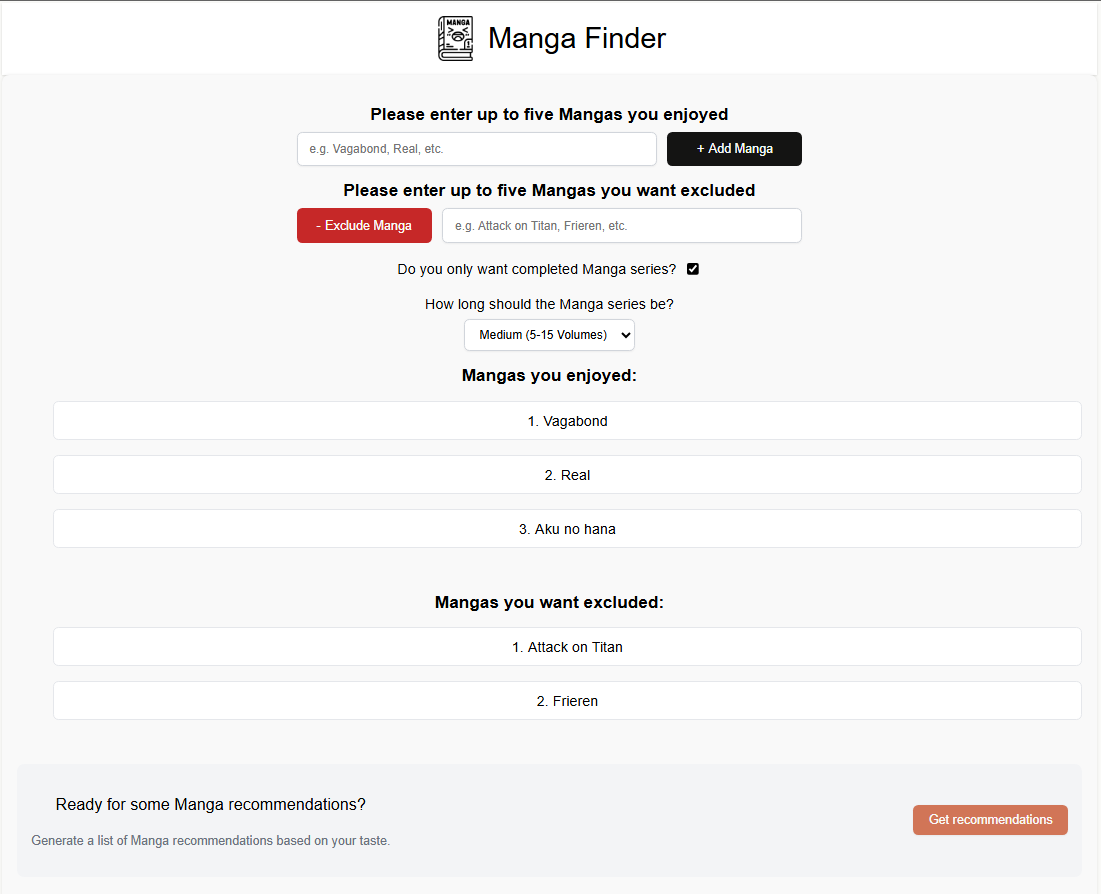 MANGA
Manga Finder
Please enter up to five Mangas you enjoyed
e.g. Vagabond, Real, etc.
+ Add Manga
Please enter up to five Mangas you want excluded
- Exclude Manga
e.g. Attack on Titan, Frieren, etc.
Do you only want completed Manga series?
How long should the Manga series be?
Medium (5-15 Volumes)
Mangas you enjoyed:
1. Vagabond
2. Real
3. Aku no hana
Mangas you want excluded:
1. Attack on Titan
2. Frieren
Ready for some Manga recommendations?
Generate a list of Manga recommendations based on your taste.
Get recommendations